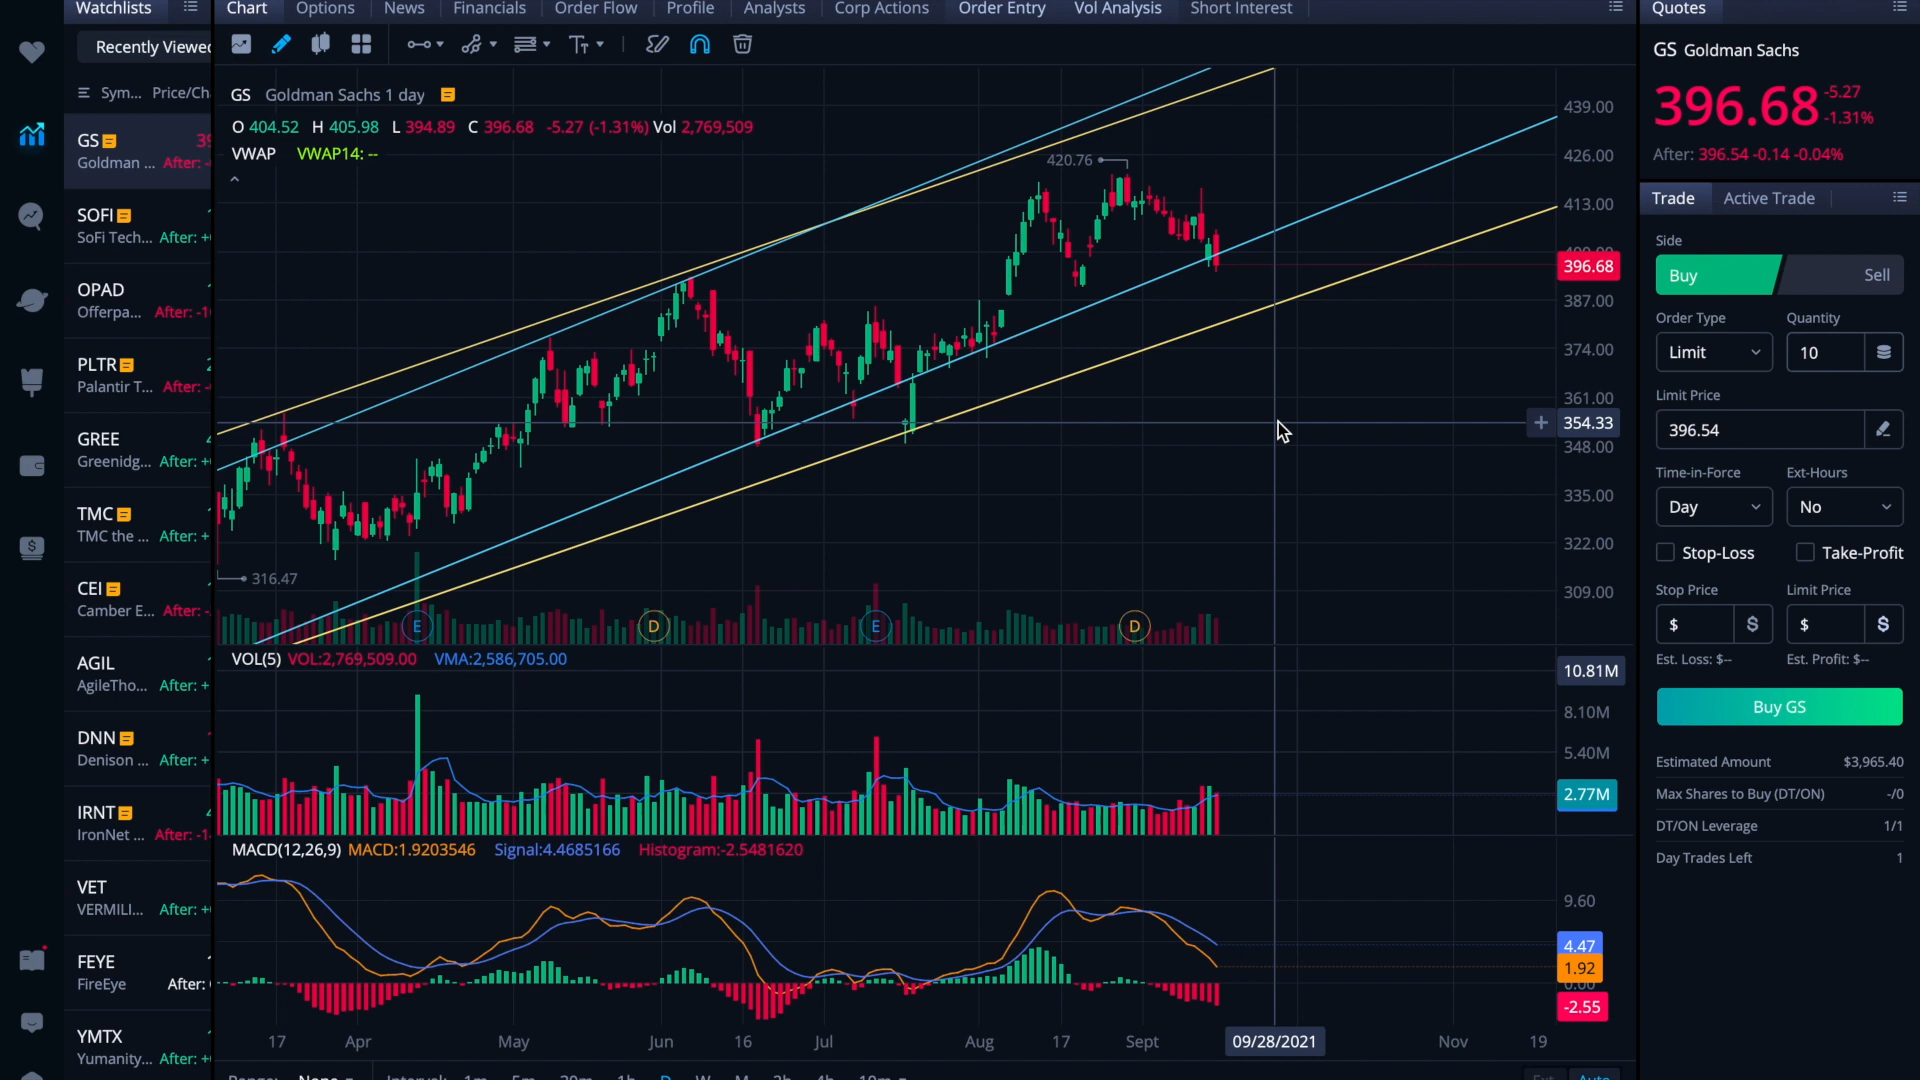 Watchlists
Chart Options News Financials Order Flow Profile Analysts Corp Actions Order Entry Vol Analysis Short Interest
Quotes
Recently Viewed
Sym... Price/Ch
GS
Goldman ... After: -
SOFI
SoFi Tech... After: +
OPAD
Offerpa... After: -1
PLTR
Palantir T... After: -
GREE
Greenidg... After: +
TMC
TMC the ... After: +
CEI
Camber E... After: -
AGIL
AgileTho... After: +
DNN
Denison ... After: +
IRNT
IronNet ... After: -1
VET
VERMILI... After: +
FEYE
FireEye After:
YMTX
Yumanity... After: +
GS Goldman Sachs 1 day
O 404.52 H 405.98 L 394.89 C 396.68 -5.27 (-1.31%) Vol 2,769,509
VWAP VWAP14: --
420.76
316.47
E D E D
439.00
426.00
413.00
396.68
387.00
374.00
361.00
354.33
348.00
335.00
322.00
309.00
VOL(5) VOL:2,769,509.00 VMA:2,586,705.00
10.81M
8.10M
5.40M
2.77M
MACD(12,26,9) MACD:1.9203546 Signal:4.4685166 Histogram:-2.5481620
9.60
4.47
1.92
0.00
-2.55
17 Apr May Jun 16 Jul Aug 17 Sept 09/28/2021 Nov 19
GS Goldman Sachs
396.68 -5.27
-1.31%
After: 396.54 -0.14 -0.04%
Trade Active Trade
Side
Buy Sell
Order Type Quantity
Limit 10
Limit Price
396.54
Time-in-Force Ext-Hours
Day No
Stop-Loss Take-Profit
Stop Price Limit Price
$ $ $ $
Est. Loss: $-- Est. Profit: $--
Buy GS
Estimated Amount $3,965.40
Max Shares to Buy (DT/ON) -/0
DT/ON Leverage 1/1
Day Trades Left 1